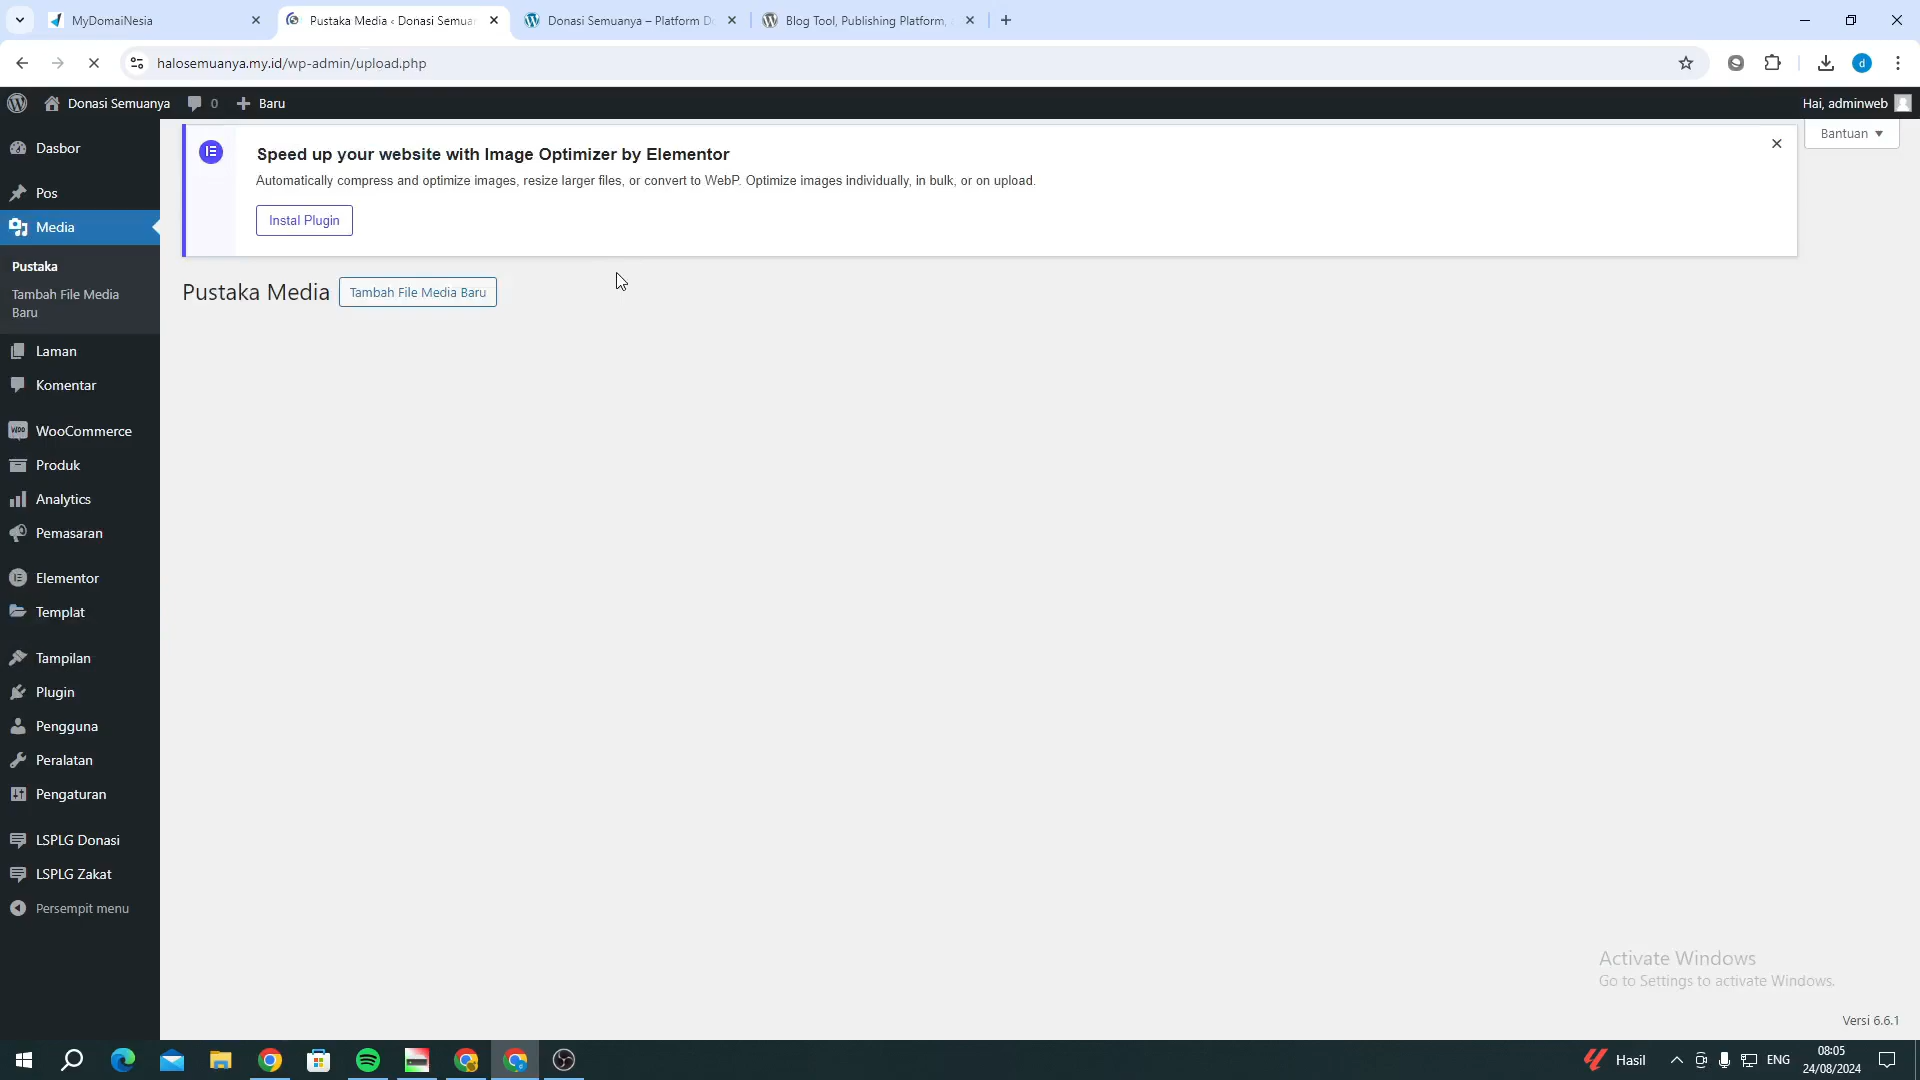 MyDomaiNesia
Pustaka Media ‹ Donasi Semuan
Donasi Semuanya – Platform D
Blog Tool, Publishing Platform,
halosemuanya.my.id/wp-admin/upload.php
d
Donasi Semuanya
0
Baru
Hai, adminweb
Dasbor
Pos
Media
Pustaka
Tambah File Media
Baru
Laman
Komentar
WooCommerce
Produk
Analytics
Pemasaran
Elementor
Templat
Tampilan
Plugin
Pengguna
Peralatan
Pengaturan
LSPLG Donasi
LSPLG Zakat
Persempit menu
Bantuan
Speed up your website with Image Optimizer by Elementor
Automatically compress and optimize images, resize larger files, or convert to WebP. Optimize images individually, in bulk, or on upload.
Instal Plugin
Pustaka Media
Tambah File Media Baru
Activate Windows
Go to Settings to activate Windows.
Versi 6.6.1
Hasil
ENG
08:05
24/08/2024